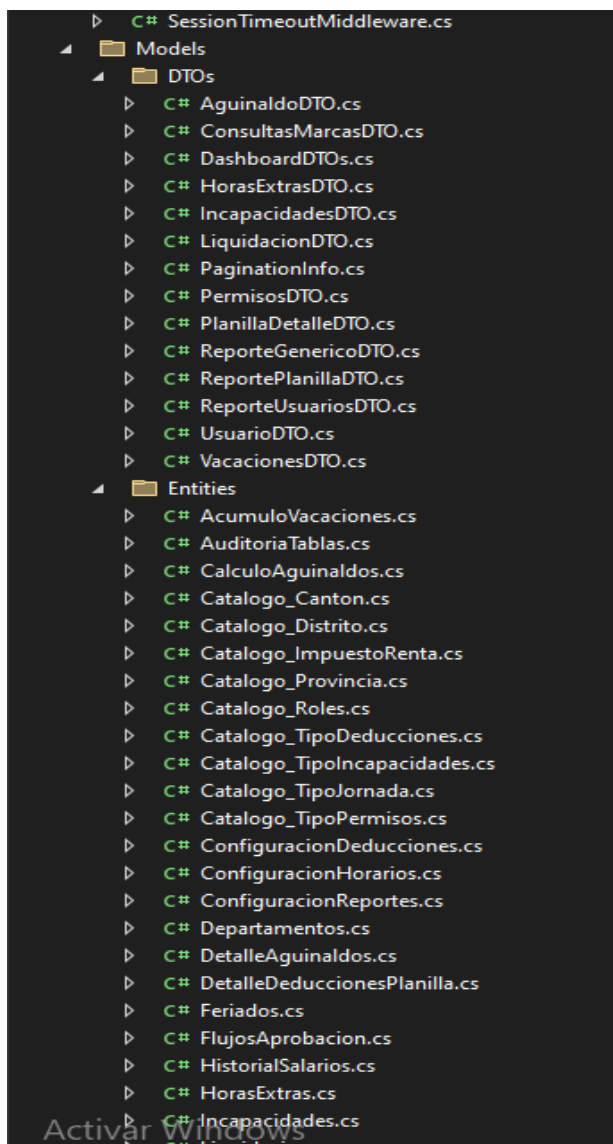 C# SessionTimeoutMiddleware.cs
Models
DTOs
C# AguinaldoDTO.cs
C# ConsultasMarcasDTO.cs
C# DashboardDTOs.cs
C# HorasExtrasDTO.cs
C# IncapacidadesDTO.cs
C# LiquidacionDTO.cs
C# PaginationInfo.cs
C# PermisosDTO.cs
C# PlanillaDetalleDTO.cs
C# ReporteGenericoDTO.cs
C# ReportePlanillaDTO.cs
C# ReporteUsuariosDTO.cs
C# UsuarioDTO.cs
C# VacacionesDTO.cs
Entities
C# AcumuloVacaciones.cs
C# AuditoriaTablas.cs
C# CalculoAguinaldos.cs
C# Catalogo_Canton.cs
C# Catalogo_Distrito.cs
C# Catalogo_ImpuestoRenta.cs
C# Catalogo_Provincia.cs
C# Catalogo_Roles.cs
C# Catalogo_TipoDeducciones.cs
C# Catalogo_TipoIncapacidades.cs
C# Catalogo_TipoJornada.cs
C# Catalogo_TipoPermisos.cs
C# ConfiguracionDeducciones.cs
C# ConfiguracionHorarios.cs
C# ConfiguracionReportes.cs
C# Departamentos.cs
C# DetalleAguinaldos.cs
C# DetalleDeduccionesPlanilla.cs
C# Feriados.cs
C# FlujosAprobacion.cs
C# HistorialSalarios.cs
C# HorasExtras.cs
C# Incapacidades.cs
Activar Windows